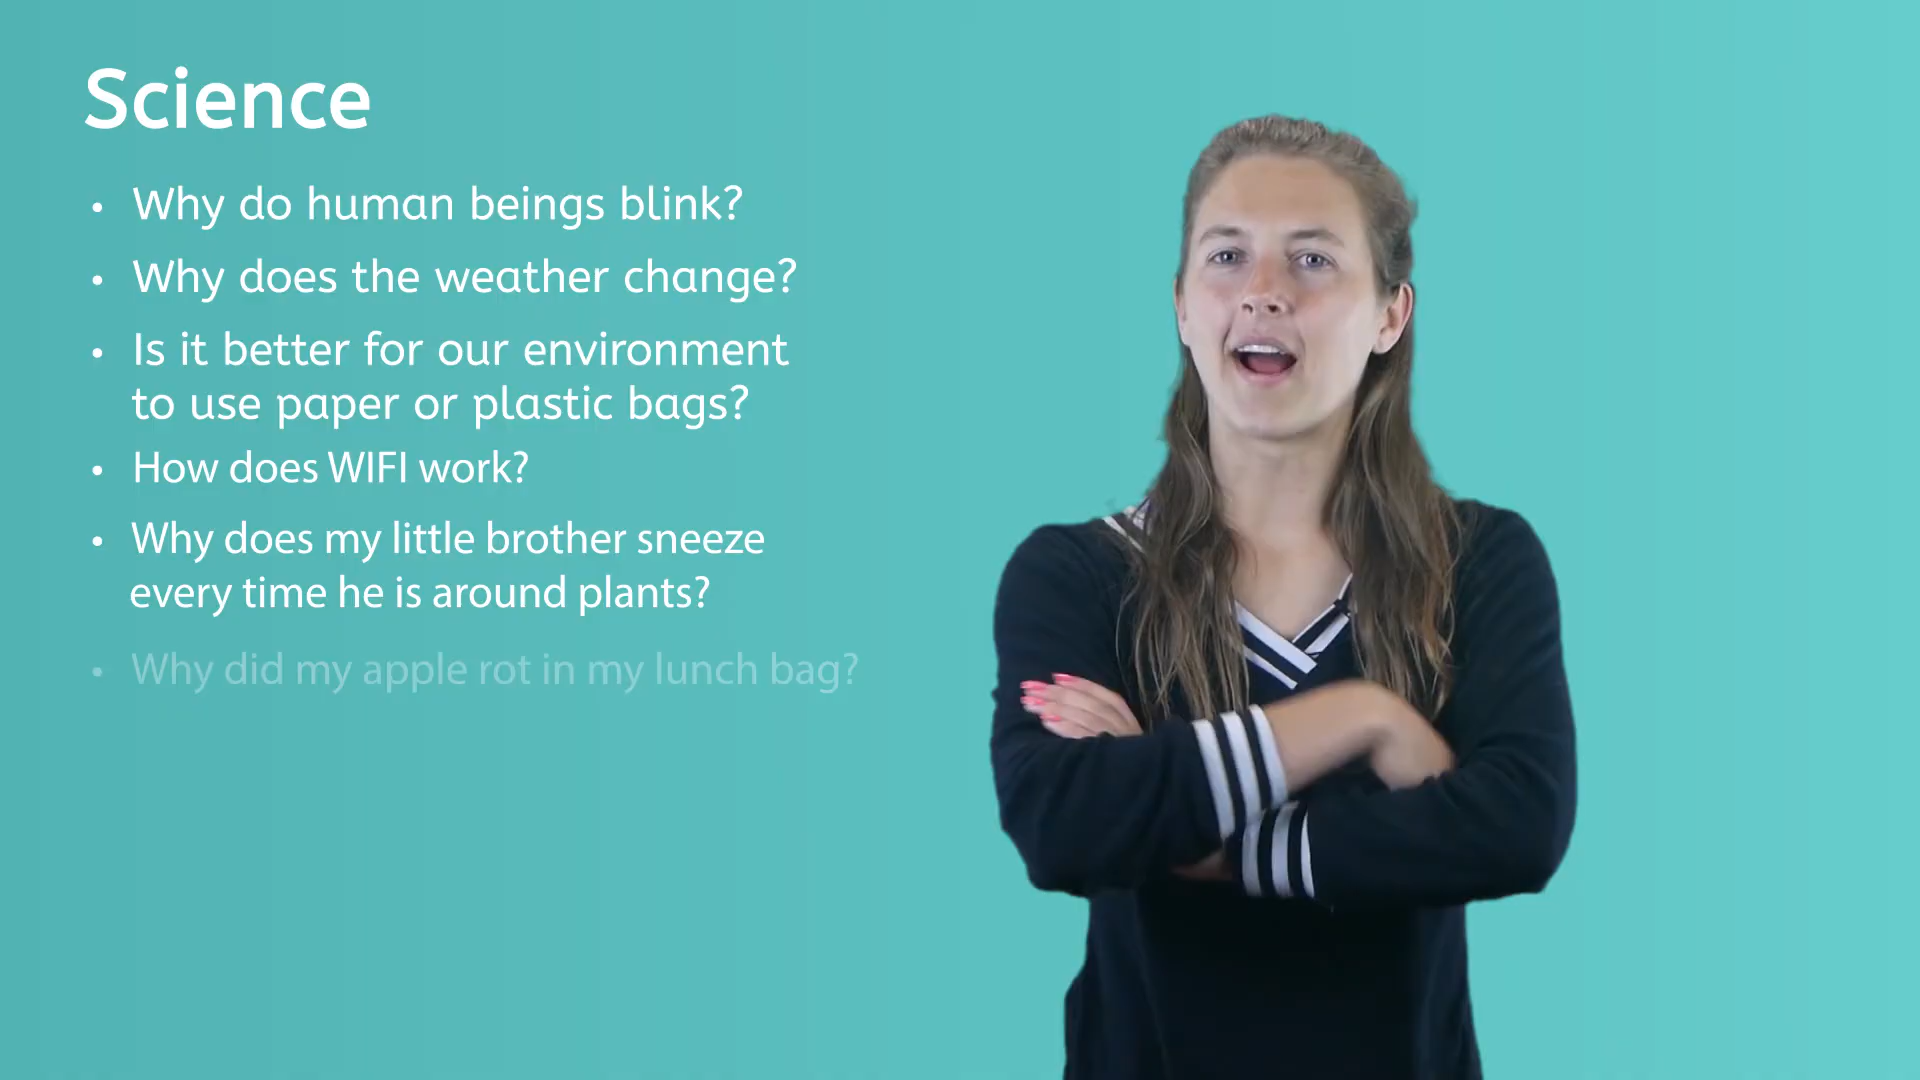 Science
• Why do human beings blink?
• Why does the weather change?
• Is it better for our environment
to use paper or plastic bags?
• How does WIFI work?
• Why does my little brother sneeze
every time he is around plants?
• Why did my apple rot in my lunch bag?